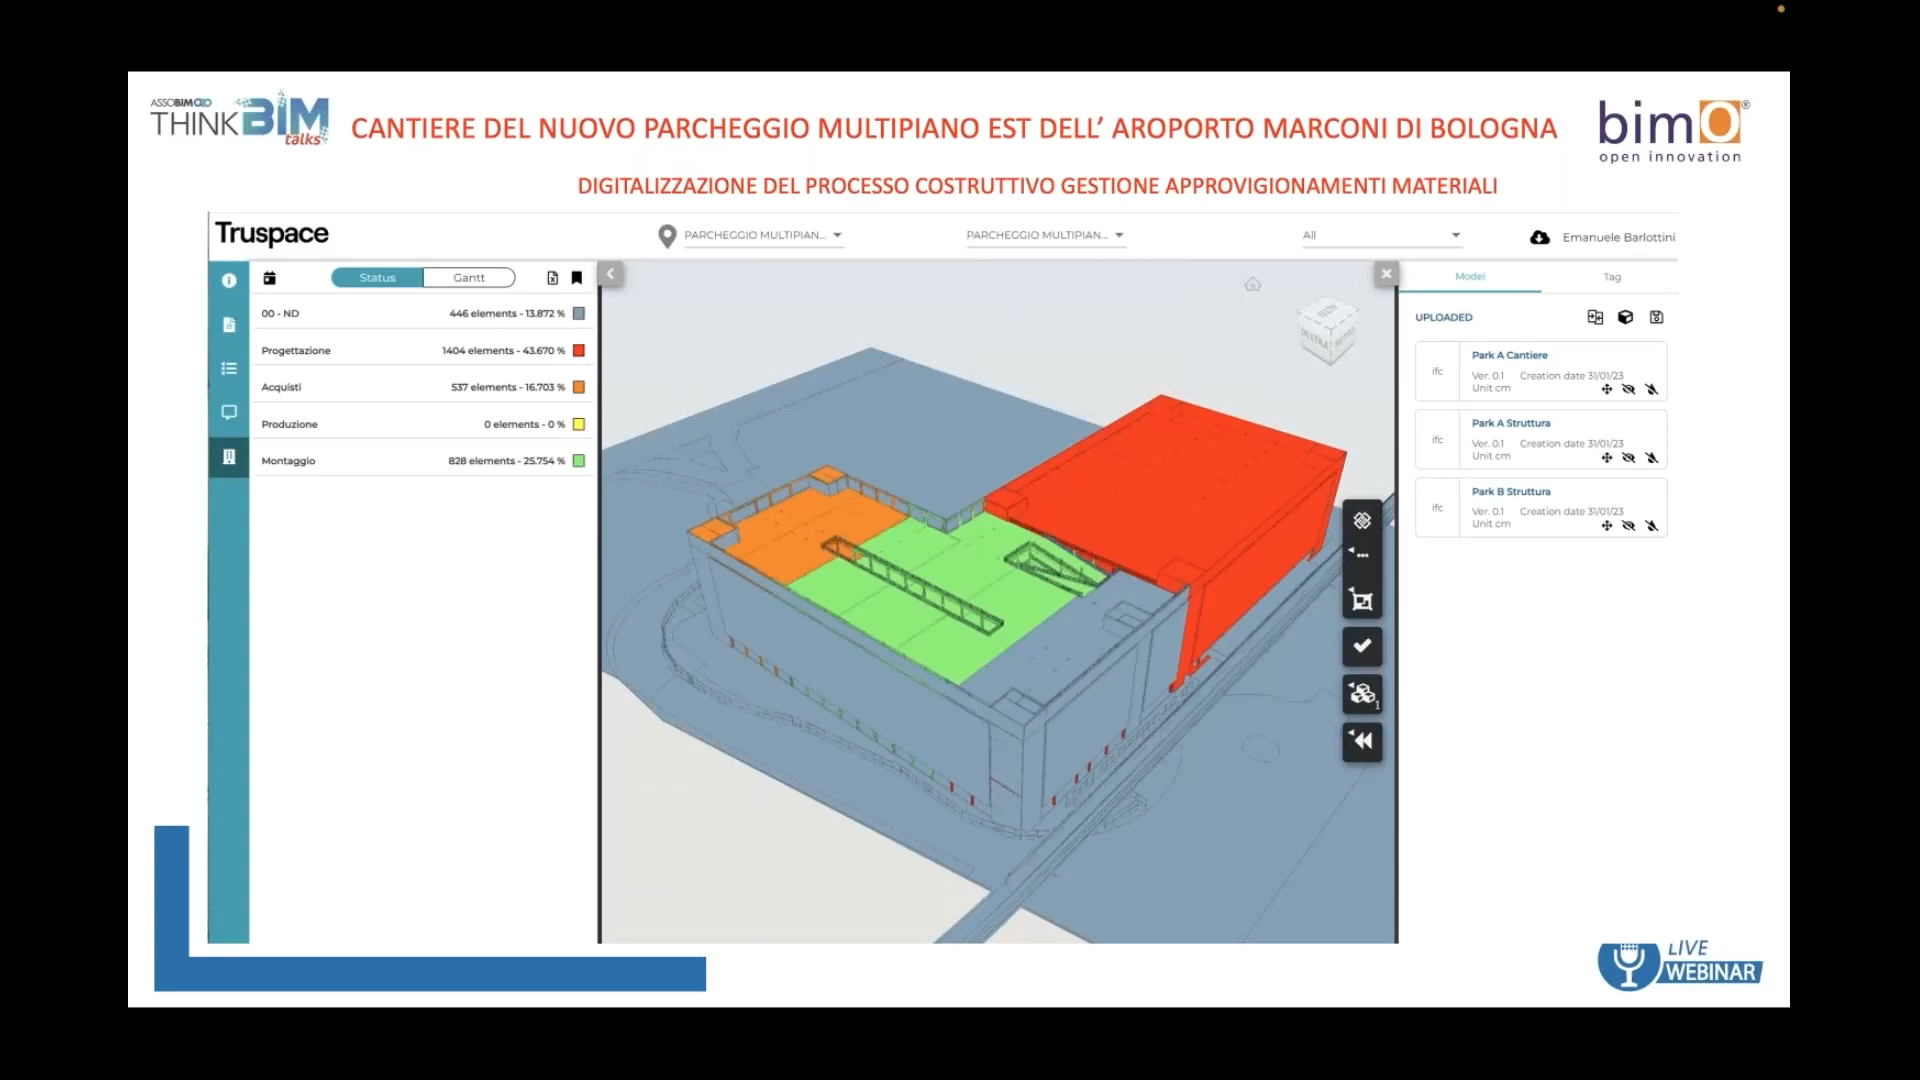 ASSOBIM
THINKBIM
talks
CANTIERE DEL NUOVO PARCHEGGIO MULTIPIANO EST DELL’ AROPORTO MARCONI DI BOLOGNA
bimO®
open innovation
DIGITALIZZAZIONE DEL PROCESSO COSTRUTTIVO GESTIONE APPROVIGIONAMENTI MATERIALI
Truspace
PARCHEGGIO MULTIPIAN...
PARCHEGGIO MULTIPIAN...
All
Emanuele Barlottini
Status
Gantt
00 - ND
446 elements - 13.872 %
Progettazione
1404 elements - 43.670 %
Acquisti
537 elements - 16.703 %
Produzione
0 elements - 0 %
Montaggio
828 elements - 25.754 %
DESTRA
1
Model
Tag
UPLOADED
ifc
Park A Cantiere
Ver. 0.1 Creation date 31/01/23
Unit cm
ifc
Park A Struttura
Ver. 0.1 Creation date 31/01/23
Unit cm
ifc
Park B Struttura
Ver. 0.1 Creation date 31/01/23
Unit cm
LIVE
WEBINAR